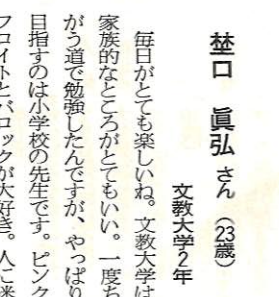 埜口 眞弘さん（23歳）
文教大学2年
毎日がとても楽しいね。文教大学は
家族的なところがとてもいい。一度ち
がう道で勉強したんですが、やっぱり
目指すのは小学校の先生です。ピンク
フロイトとバロックが大好き。人に迷